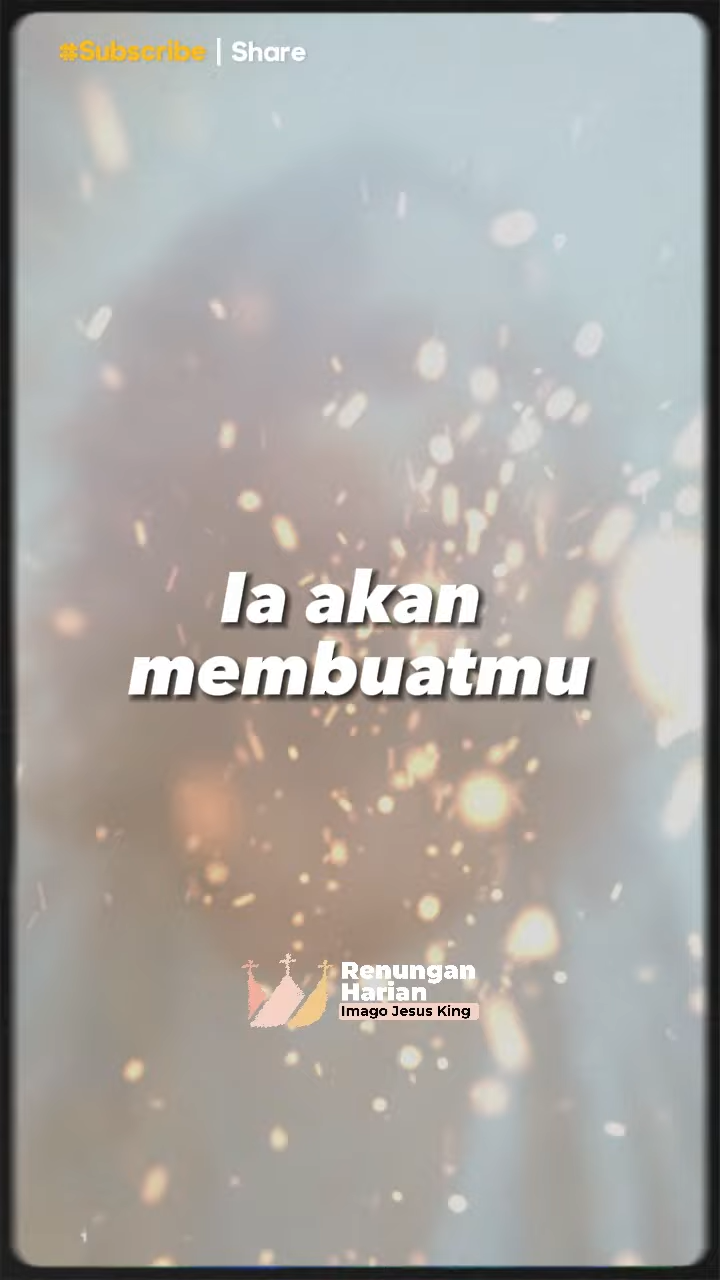 #Subscribe | Share
Ia akan
membuatmu
Renungan
Harian
Imago Jesus King